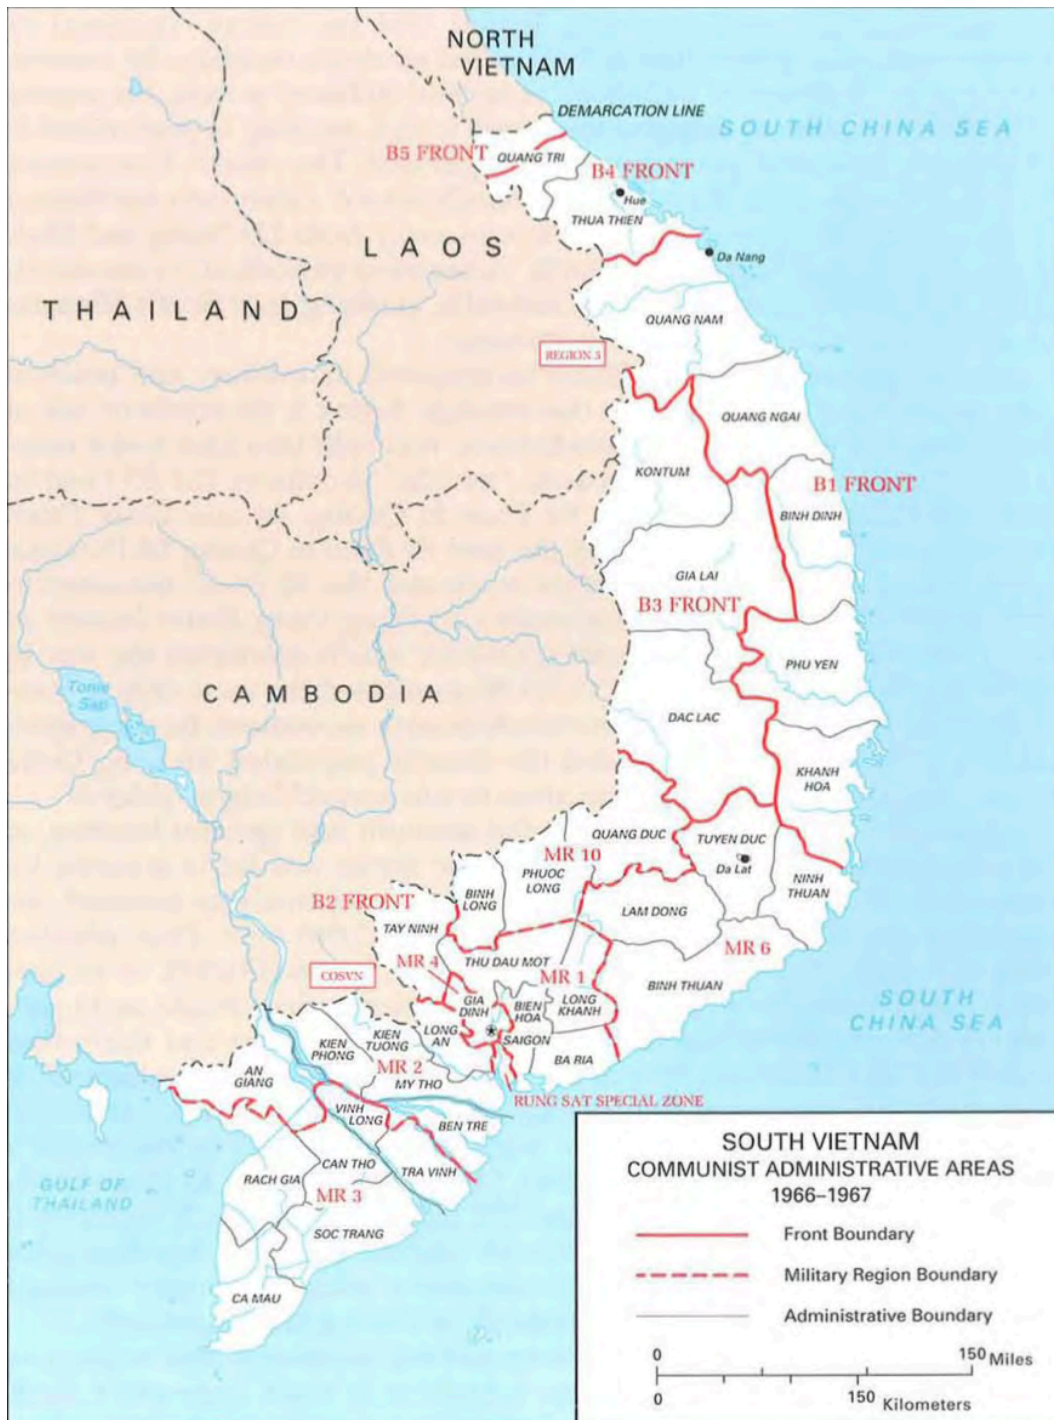 NORTH
VIETNAM
DEMARCATION LINE
SOUTH CHINA SEA
B5 FRONT
QUANG TRI
B4 FRONT
Hue
THUA THIEN
LAOS
Da Nang
THAILAND
QUANG NAM
REGION 5
QUANG NGAI
KONTUM
B1 FRONT
BINH DINH
GIA LAI
B3 FRONT
PHU YEN
Tonle
Sap
CAMBODIA
DAC LAC
KHANH
HOA
QUANG DUC
TUYEN DUC
MR 10
PHUOC
LONG
Da Lat
NINH
THUAN
BINH
LONG
B2 FRONT
LAM DONG
TAY NINH
MR 6
THU DAU MOT
MR 4
COSVN
MR 1
BINH THUAN
GIA
DINH
BIEN
HOA
LONG
KHANH
SOUTH
CHINA SEA
LONG
AN
SAIGON
KIEN
TUONG
KIEN
PHONG
BA RIA
MR 2
AN
GIANG
MY THO
RUNG SAT SPECIAL ZONE
VINH
LONG
BEN TRE
CAN THO
TRA VINH
RACH GIA
MR 3
GULF OF
THAILAND
SOC TRANG
CA MAU
SOUTH VIETNAM
COMMUNIST ADMINISTRATIVE AREAS
1966–1967
Front Boundary
Military Region Boundary
Administrative Boundary
0 150 Miles
0 150 Kilometers